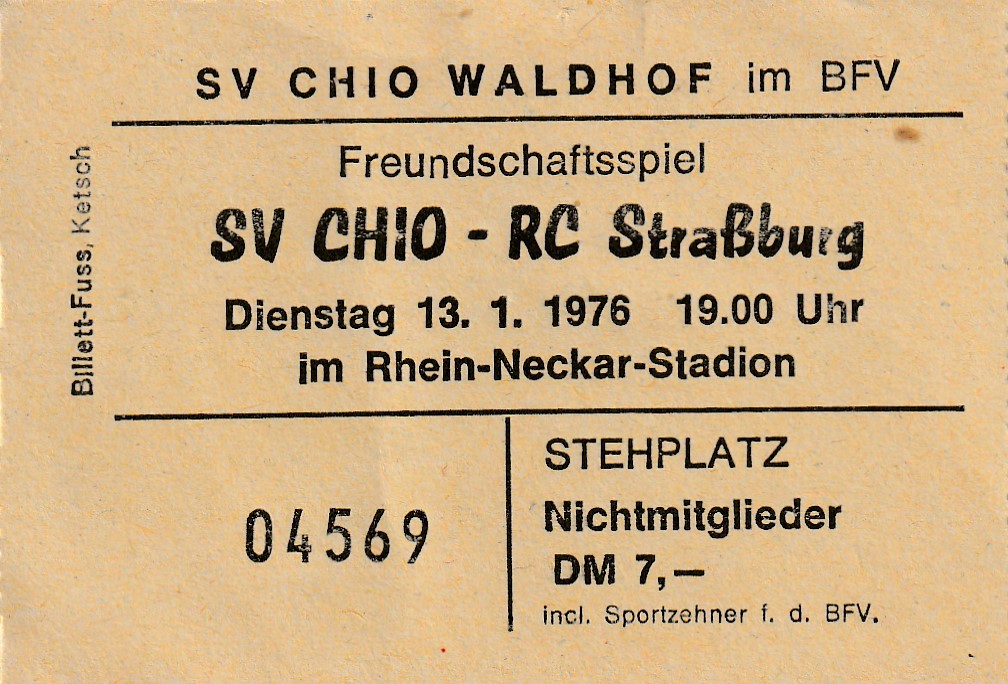 SV CHIO WALDHOF im BFV
Freundschaftsspiel
SV CHIO - RC Straßburg
Dienstag 13. 1. 1976 19.00 Uhr
im Rhein-Neckar-Stadion
Billett-Fuss, Ketsch
04569
STEHPLATZ
Nichtmitglieder
DM 7,—
incl. Sportzehner f. d. BFV.